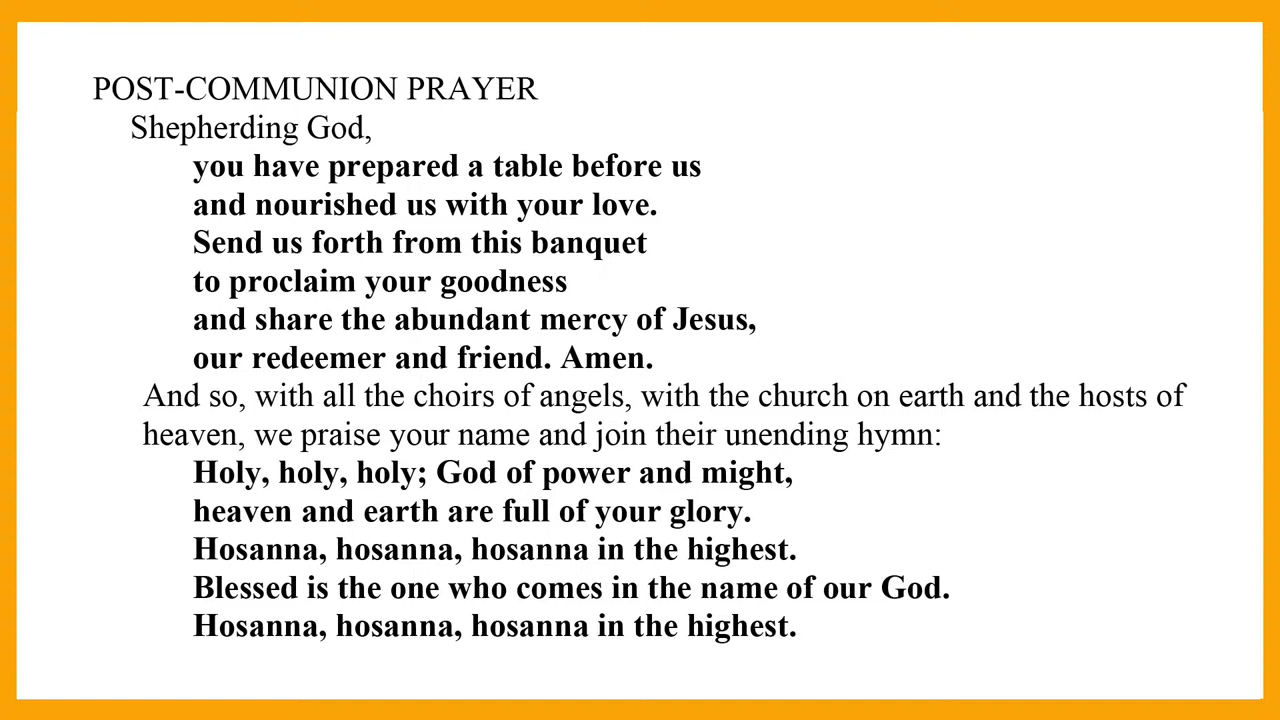 POST-COMMUNION PRAYER
Shepherding God,
you have prepared a table before us
and nourished us with your love.
Send us forth from this banquet
to proclaim your goodness
and share the abundant mercy of Jesus,
our redeemer and friend. Amen.
And so, with all the choirs of angels, with the church on earth and the hosts of
heaven, we praise your name and join their unending hymn:
Holy, holy, holy; God of power and might,
heaven and earth are full of your glory.
Hosanna, hosanna, hosanna in the highest.
Blessed is the one who comes in the name of our God.
Hosanna, hosanna, hosanna in the highest.